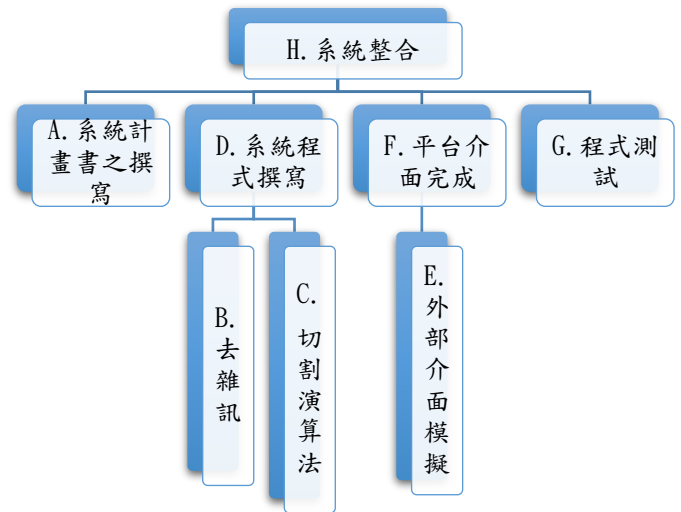 H.系統整合
A.系統計
畫書之撰
寫
D.系統程
式撰寫
F.平台介
面完成
G.程式測
試
B.
去
雜
訊
C.
切
割
演
算
法
E.
外
部
介
面
模
擬